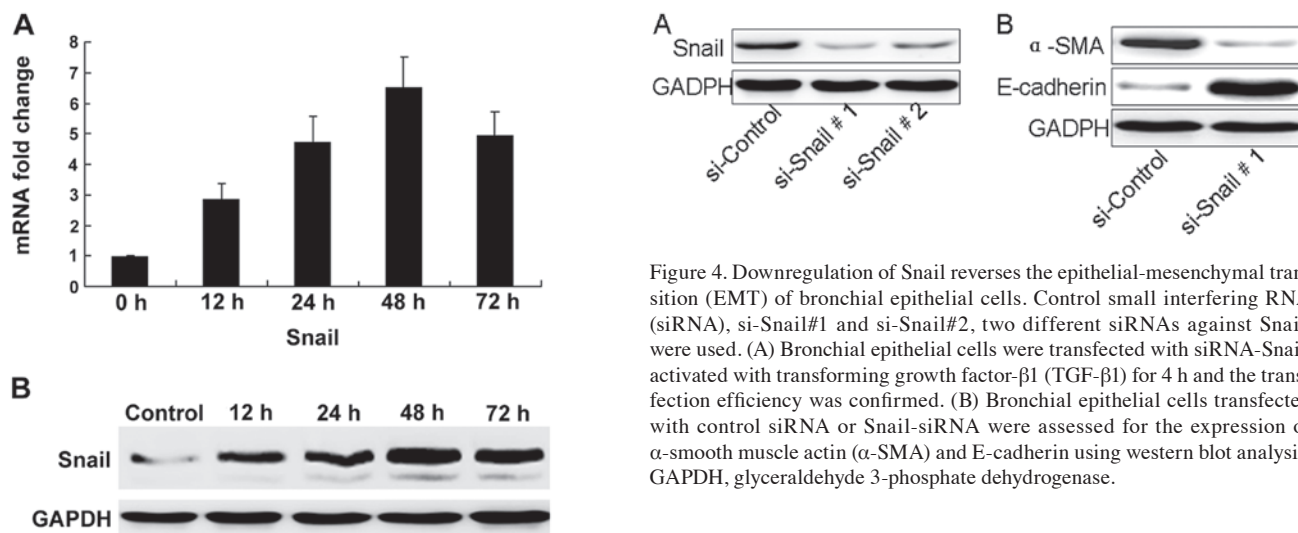 A
8
7
6
5
4
3
2
1
0
mRNA fold change
0 h 12 h 24 h 48 h 72 h
Snail
B
Control 12 h 24 h 48 h 72 h
Snail
GAPDH
A
Snail
GADPH
si-Control
si-Snail # 1
si-Snail # 2
B
α-SMA
E-cadherin
GADPH
si-Control
si-Snail # 1
Figure 4. Downregulation of Snail reverses the epithelial-mesenchymal tran
sition (EMT) of bronchial epithelial cells. Control small interfering RNA
(siRNA), si-Snail#1 and si-Snail#2, two different siRNAs against Snai
were used. (A) Bronchial epithelial cells were transfected with siRNA-Snai
activated with transforming growth factor-β1 (TGF-β1) for 4 h and the trans
fection efficiency was confirmed. (B) Bronchial epithelial cells transfecte
with control siRNA or Snail-siRNA were assessed for the expression o
α-smooth muscle actin (α-SMA) and E-cadherin using western blot analysi
GAPDH, glyceraldehyde 3-phosphate dehydrogenase.